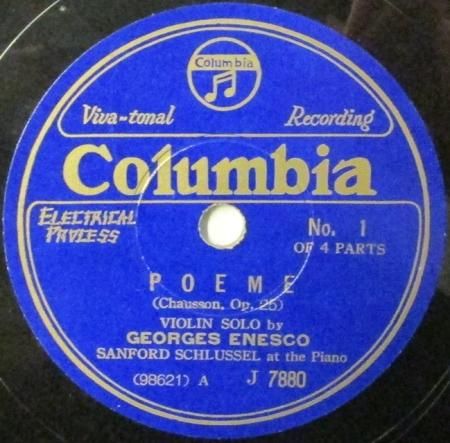 Columbia
Viva-tonal Recording
Columbia
ELECTRICAL
PROCESS
No. 1
OF 4 PARTS
POEME
(Chausson, Op. 25)
VIOLIN SOLO by
GEORGES ENESCO
SANFORD SCHLUSSEL at the Piano
(98621) A J 7880